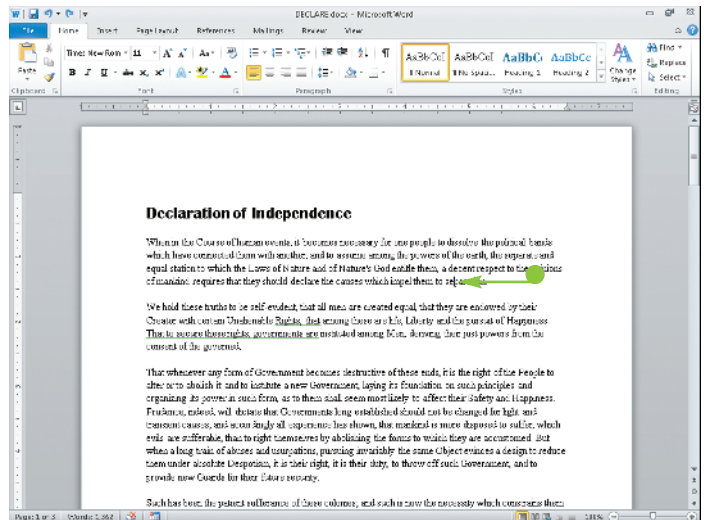 DECLARE.docx - Microsoft Word
File Home Insert Page Layout References Mailings Review View
Times New Rom 11
Paste
B I U abc
AaBbCcI AaBbCcI AaBbC AaBbCc
¶ Normal ¶ No Spaci... Heading 1 Heading 2
Change Styles
Find
Replace
Select
Clipboard Font Paragraph Styles Editing
Declaration of Independence
When in the Course of human events, it becomes necessary for one people to dissolve the political bands
which have connected them with another, and to assume among the powers of the earth, the separate and
equal station to which the Laws of Nature and of Nature's God entitle them, a decent respect to the
of mankind requires that they should declare the causes which impel them to
We hold these truths to be self-evident, that all men are created equal, that they are endowed by their
Creator with certain Unalienable Rights, that among these are life, Liberty and the pursuit of Happiness.
That to secure these rights, governments are instituted among Men, deriving their just powers from the
consent of the governed.
That whenever any form of Government becomes destructive of these ends, it is the right of the People to
alter or to abolish it and to institute a new Government, laying its foundation on such principles and
organizing its power in such form, as to them shall seem most likely to affect their Safety and Happiness.
Prudence, indeed, will dictate that Governments long established should not be changed for light and
transient causes, and accordingly all experience has shown, that mankind is more disposed to suffer, which
evils are sufferable, than to right themselves by abolishing the forms to which they are accustomed. But
when a long train of abuses and usurpations, pursuing invariably the same Object evinces a design to reduce
them under absolute Despotism, it is their right, it is their duty, to throw off such Government, and to
provide new Guards for their future security.
Such has been the patient sufferance of these colonies, and such is now the necessity which constrains them
Page: 1 of 3 Words: 1,362